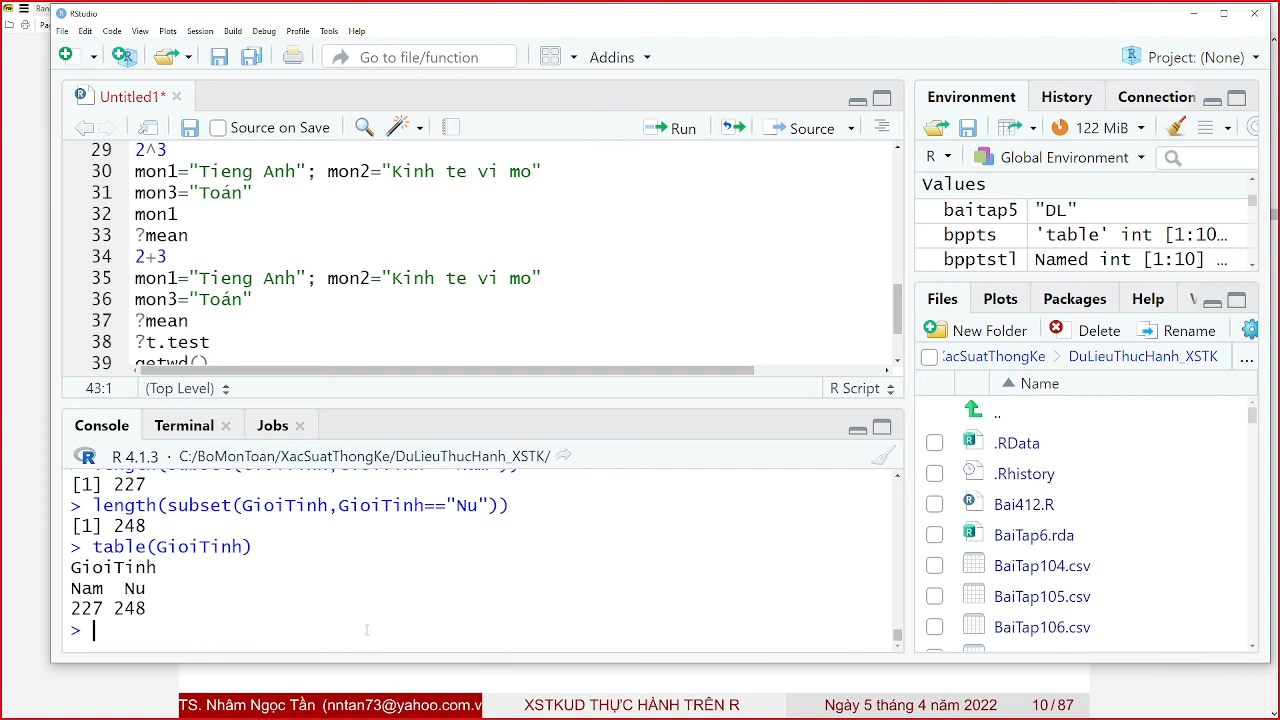 Ban
Pa
RStudio
File Edit Code View Plots Session Build Debug Profile Tools Help
Go to file/function
Addins
Project: (None)
Untitled1*
Source on Save
Run
Source
29 2^3
30 mon1="Tieng Anh"; mon2="Kinh te vi mo"
31 mon3="Toán"
32 mon1
33 ?mean
34 2+3
35 mon1="Tieng Anh"; mon2="Kinh te vi mo"
36 mon3="Toán"
37 ?mean
38 ?t.test
39 getwd()
43:1 (Top Level) R Script
Console Terminal Jobs
R 4.1.3 · C:/BoMonToan/XacSuatThongKe/DuLieuThucHanh_XSTK/
[1] 227
> length(subset(GioiTinh,GioiTinh=="Nu"))
[1] 248
> table(GioiTinh)
GioiTinh
Nam Nu
227 248
>
Environment History Connection
122 MiB
R Global Environment
Values
baitap5 "DL"
bppts 'table' int [1:10...
bpptstl Named int [1:10] ...
Files Plots Packages Help V
New Folder Delete Rename
acSuatThongKe > DuLieuThucHanh_XSTK ...
Name
..
.RData
.Rhistory
Bai412.R
BaiTap6.rda
BaiTap104.csv
BaiTap105.csv
BaiTap106.csv
TS. Nhâm Ngọc Tần (nntan73@yahoo.com.v XSTKUD THỰC HÀNH TRÊN R Ngày 5 tháng 4 năm 2022 10 / 87